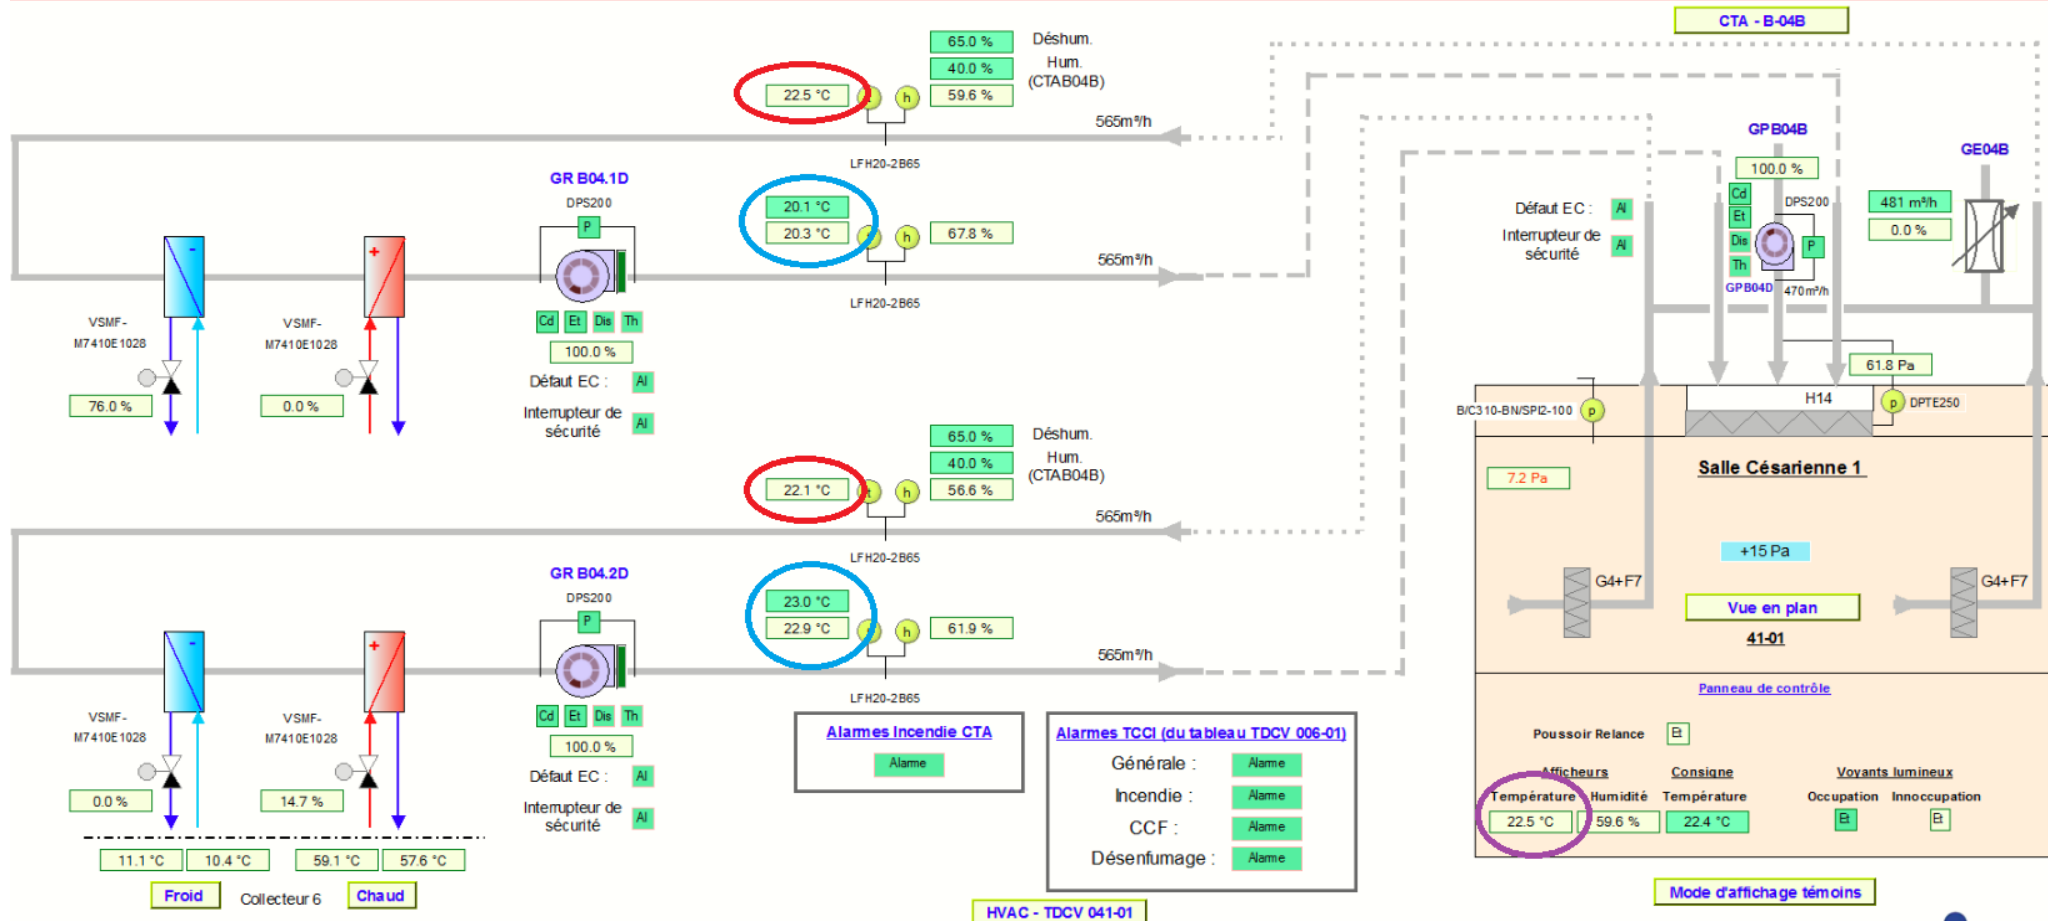 CTA - B-04B
65.0 %
Déshum.
40.0 %
Hum.
(CTAB04B)
22.5 °C
h
59.6 %
565m³/h
LFH20-2B65
GR B04.1D
DPS200
P
20.1 °C
20.3 °C
h
67.8 %
565m³/h
LFH20-2B65
-
+
VSMF-
M7410E1028
VSMF-
M7410E1028
76.0 %
0.0 %
Cd
Et
Dis
Th
100.0 %
Défaut EC :
Al
Interrupteur de
sécurité
Al
GPB04B
100.0 %
Cd
Et
Dis
Th
DPS200
P
GPB04D
470m³/h
GE04B
481 m³/h
0.0 %
Défaut EC :
Al
Interrupteur de
sécurité
Al
61.8 Pa
H14
p
DPTE250
B/C310-BN/SPI2-100
p
65.0 %
Déshum.
40.0 %
Hum.
(CTAB04B)
22.1 °C
h
56.6 %
565m³/h
LFH20-2B65
GR B04.2D
DPS200
P
23.0 °C
22.9 °C
h
61.9 %
565m³/h
LFH20-2B65
-
+
VSMF-
M7410E1028
VSMF-
M7410E1028
0.0 %
14.7 %
Cd
Et
Dis
Th
100.0 %
Défaut EC :
Al
Interrupteur de
sécurité
Al
11.1 °C
10.4 °C
59.1 °C
57.6 °C
Froid
Collecteur 6
Chaud
Alarmes Incendie CTA
Alarme
Alarmes TCCI (du tableau TDCV 006-01)
Générale :
Alarme
Incendie :
Alarme
CCF :
Alarme
Désenfumage :
Alarme
HVAC - TDCV 041-01
Salle Césarienne 1
7.2 Pa
+15 Pa
G4+F7
G4+F7
Vue en plan
41-01
Panneau de contrôle
Poussoir Relance
Et
Afficheurs
Consigne
Voyants lumineux
Température
Humidité
Température
Occupation
Innoccupation
22.5 °C
59.6 %
22.4 °C
Et
Et
Mode d'affichage témoins